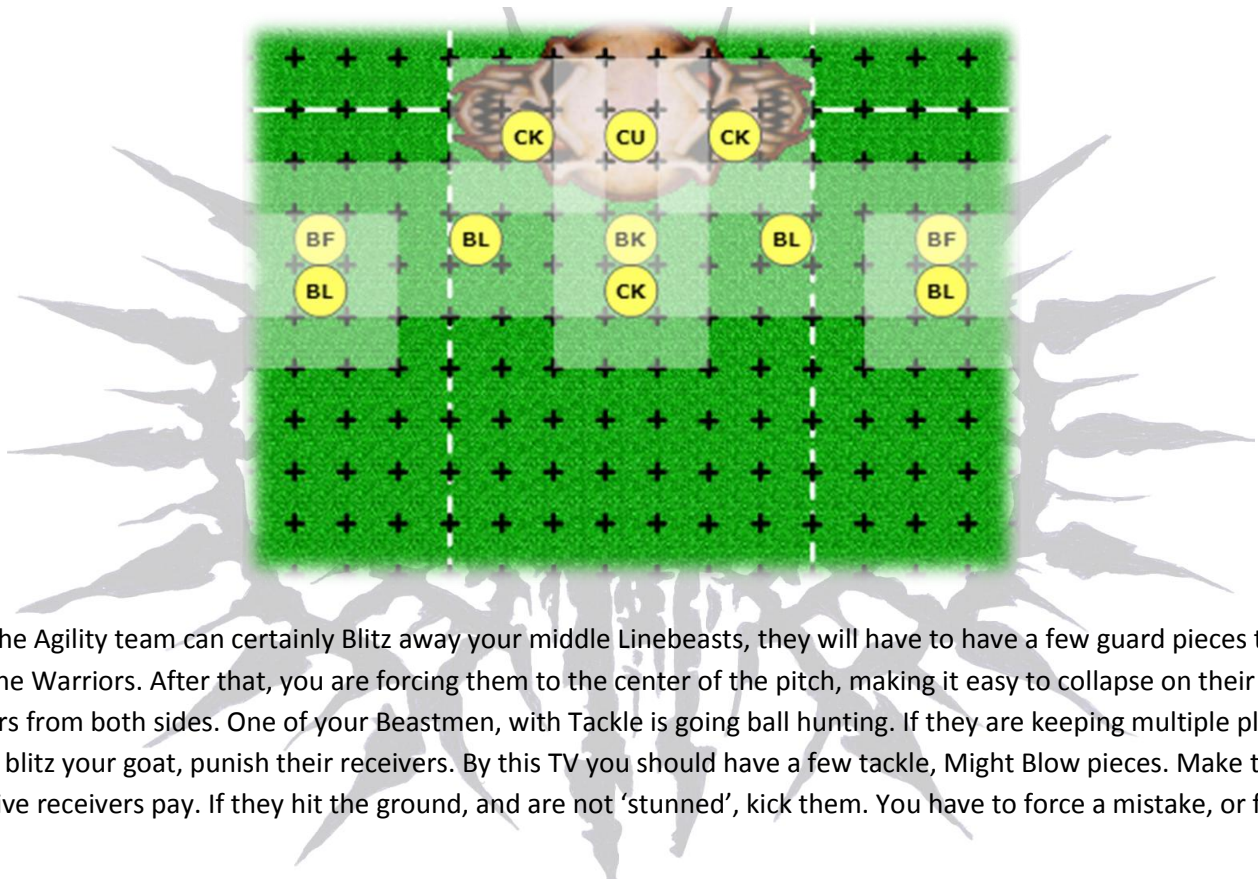 CK CU CK
BF BL BK BL BF
BL CK BL
he Agility team can certainly Blitz away your middle Linebeasts, they will have to have a few guard pieces
he Warriors. After that, you are forcing them to the center of the pitch, making it easy to collapse on their
rs from both sides. One of your Beastmen, with Tackle is going ball hunting. If they are keeping multiple pl
blitz your goat, punish their receivers. By this TV you should have a few tackle, Might Blow pieces. Make t
ive receivers pay. If they hit the ground, and are not ‘stunned’, kick them. You have to force a mistake, or f